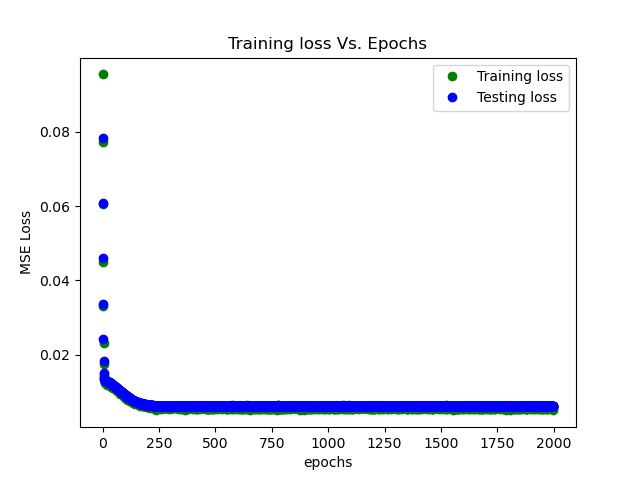 Training loss Vs. Epochs
Training loss
Testing loss
MSE Loss
0.08
0.06
0.04
0.02
0 250 500 750 1000 1250 1500 1750 2000
epochs